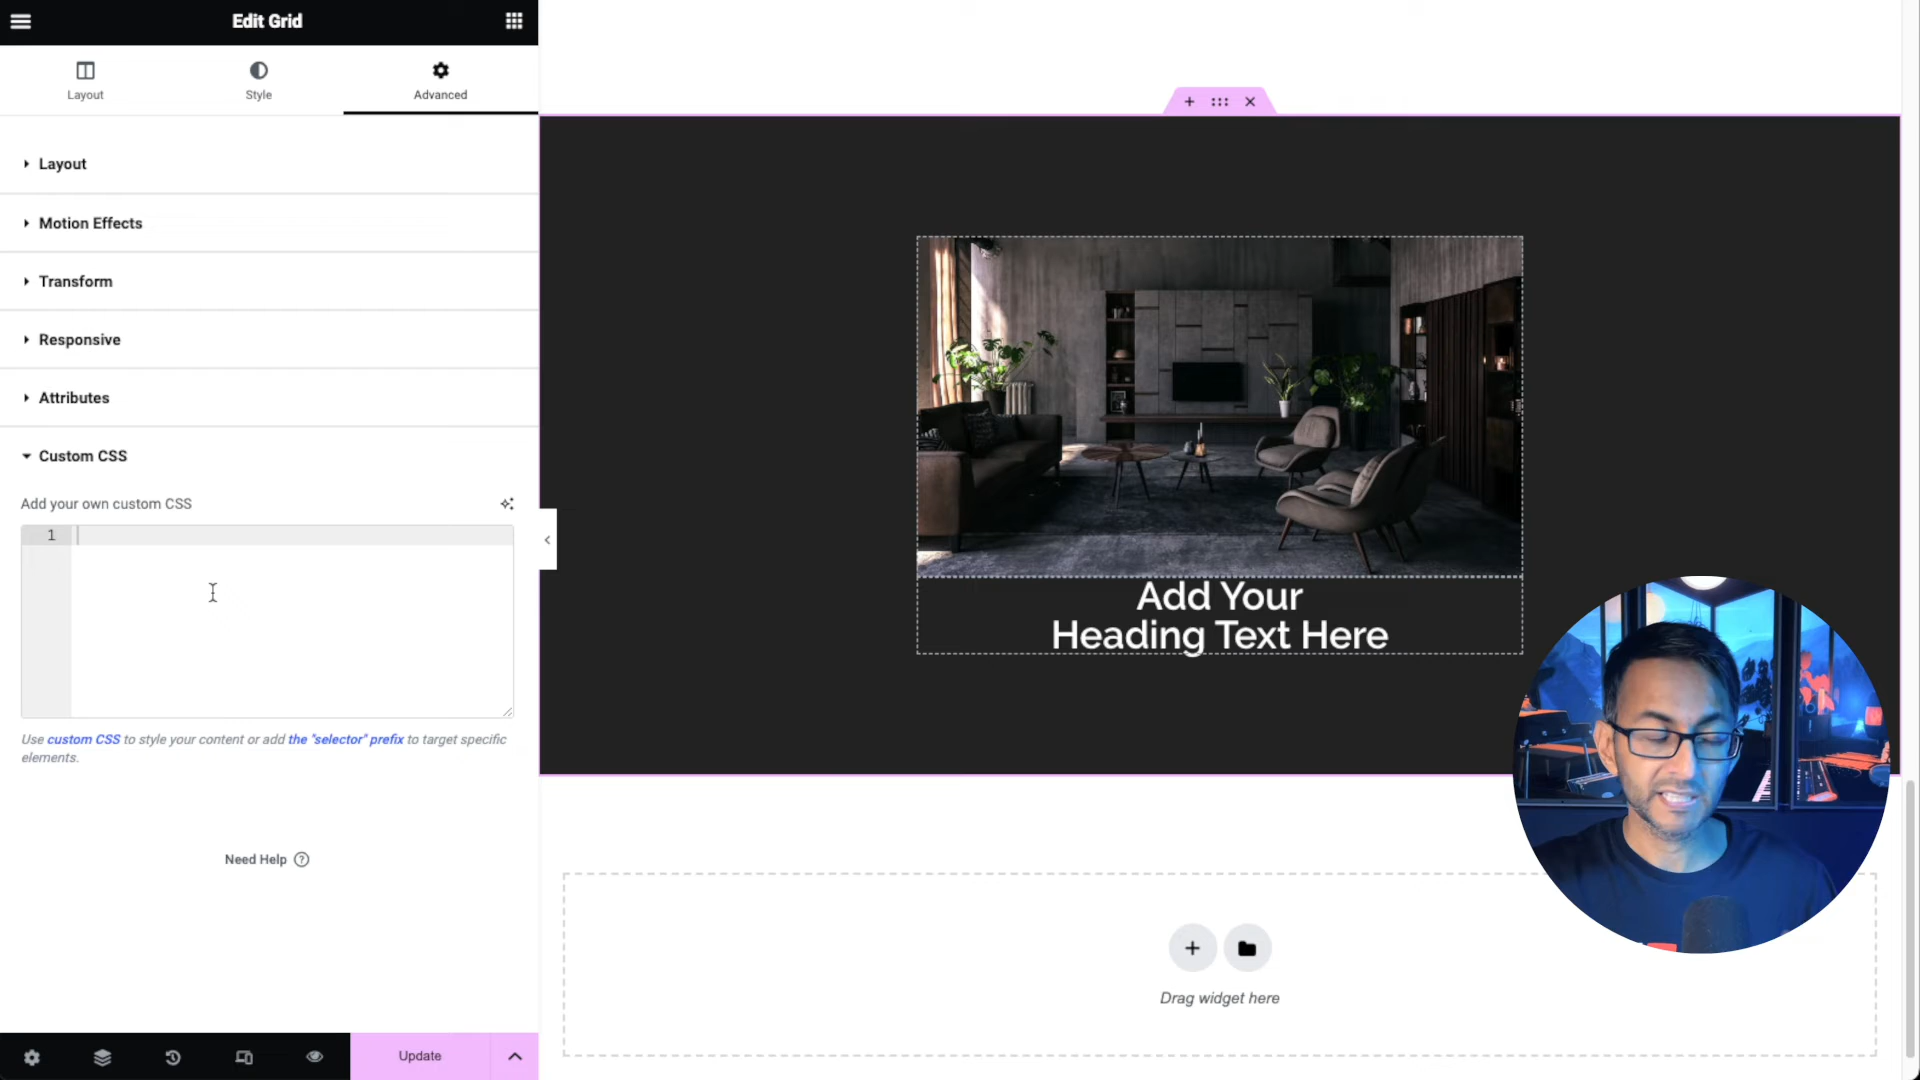 Edit Grid
Layout
Style
Advanced
Layout
Motion Effects
Transform
Responsive
Attributes
Custom CSS
Add your own custom CSS
1
Use custom CSS to style your content or add the "selector" prefix to target specific
elements.
Need Help
Update
Add Your
Heading Text Here
Drag widget here